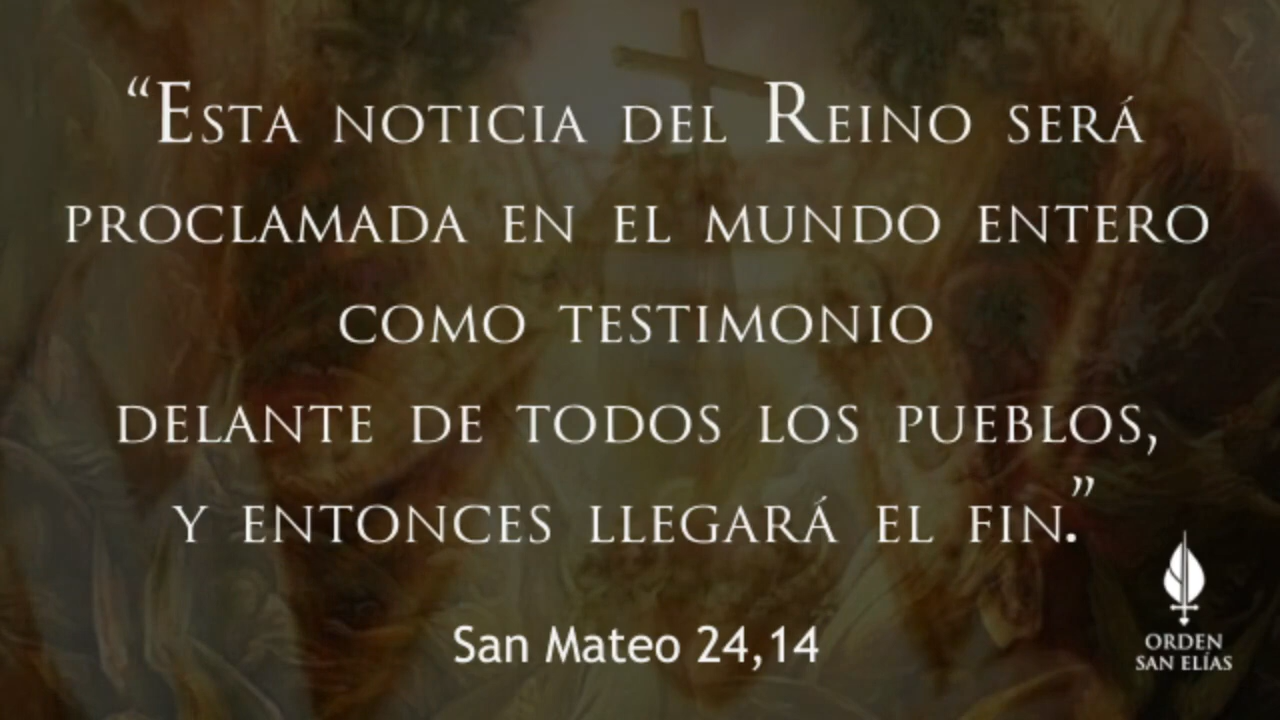 “Esta noticia del Reino será
proclamada en el mundo entero
como testimonio
delante de todos los pueblos,
y entonces llegará el fin.”
San Mateo 24,14
ORDEN
SAN ELÍAS